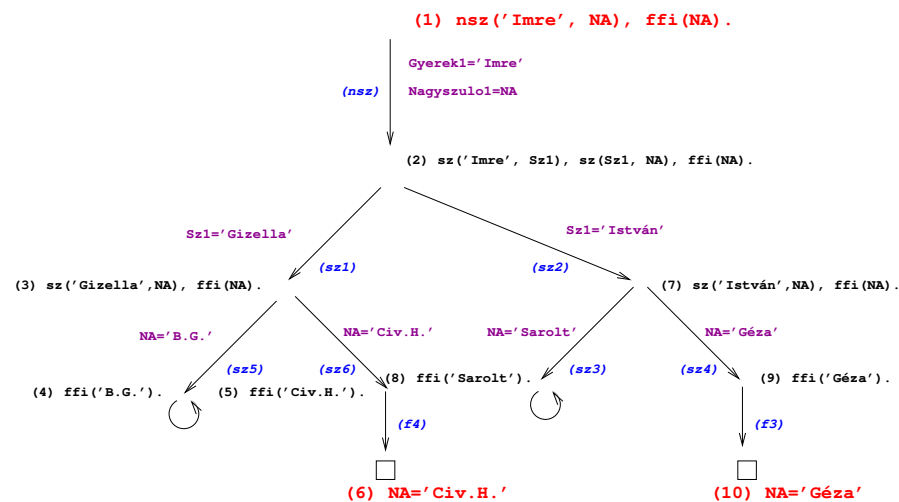 (1) nsz('Imre', NA), ffi(NA).
Gyerek1='Imre'
(nsz) Nagyszulo1=NA
(2) sz('Imre', Sz1), sz(Sz1, NA), ffi(NA).
Sz1='Gizella' Sz1='István'
(sz1) (sz2)
(3) sz('Gizella',NA), ffi(NA). (7) sz('István',NA), ffi(NA).
NA='B.G.' NA='Civ.H.' NA='Sarolt' NA='Géza'
(sz5) (sz6) (sz3) (sz4)
(4) ffi('B.G.'). (5) ffi('Civ.H.'). (8) ffi('Sarolt'). (9) ffi('Géza').
(f4) (f3)
(6) NA='Civ.H.' (10) NA='Géza'